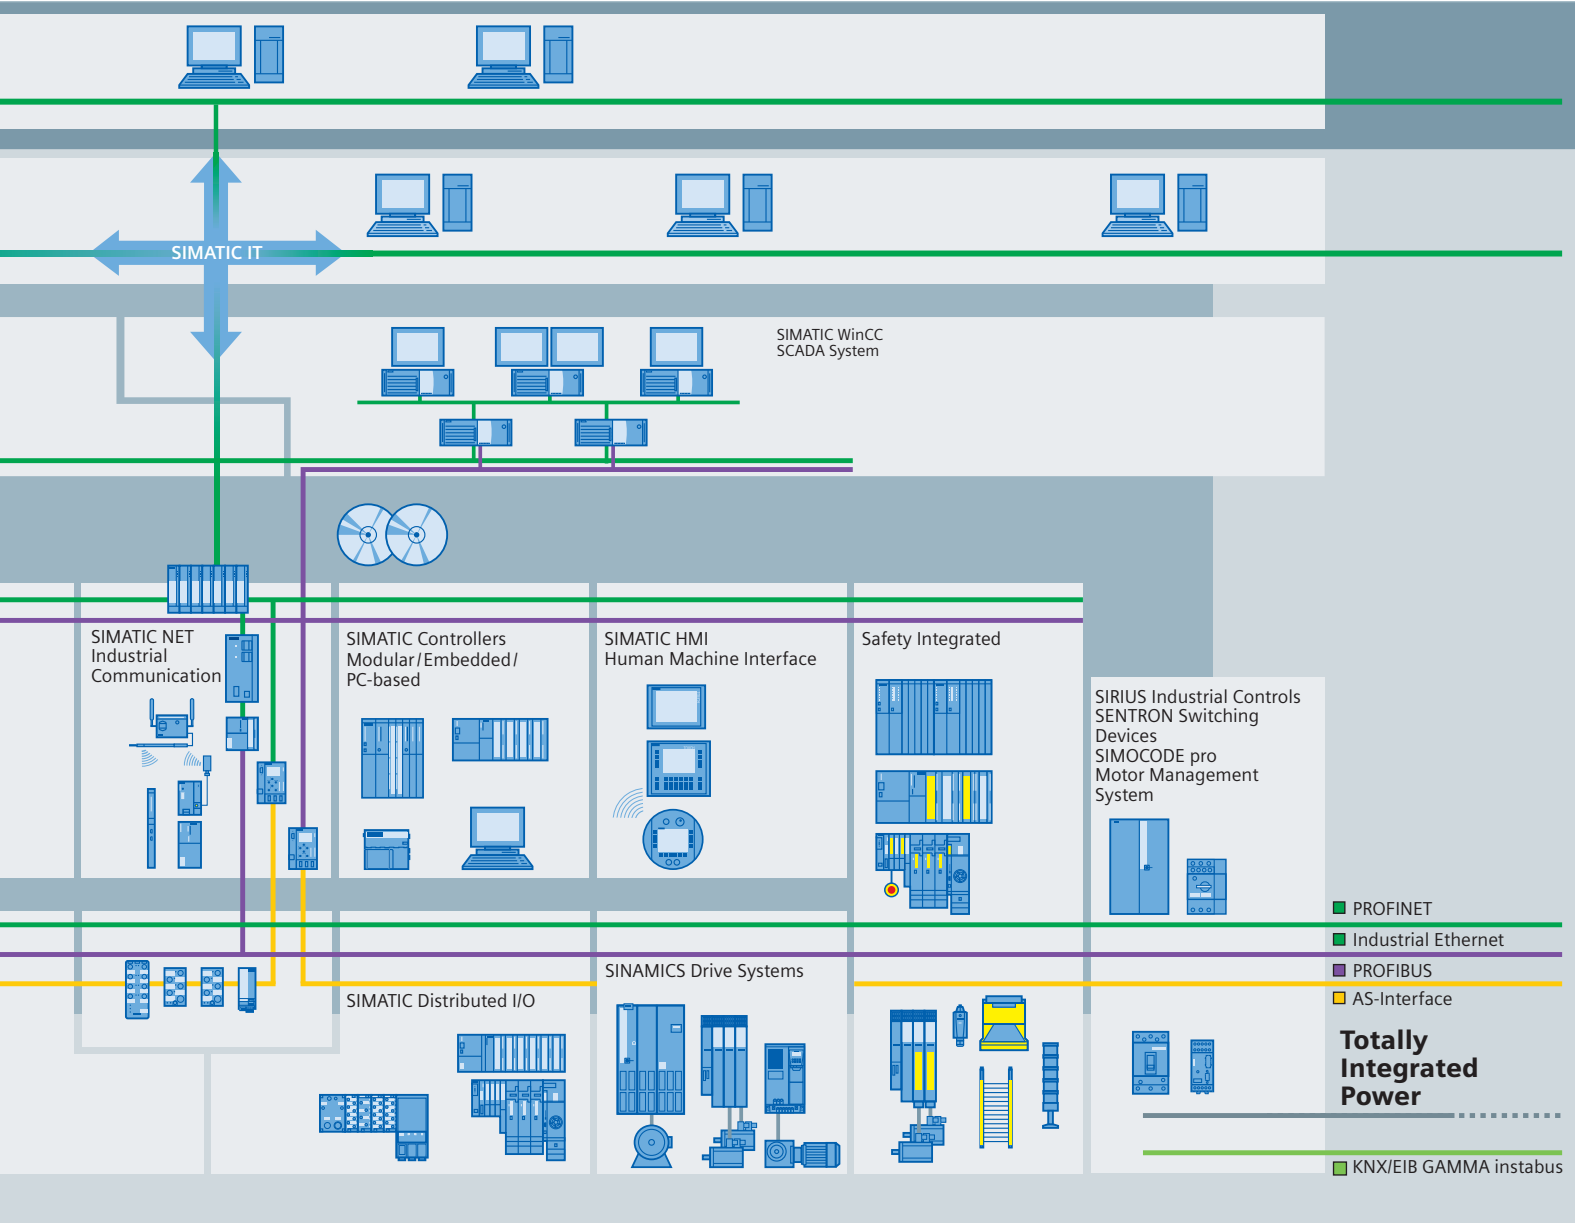 SIMATIC IT
SIMATIC WinCC
SCADA System
SIMATIC NET
Industrial
Communication
SIMATIC Controllers
Modular/Embedded/
PC-based
SIMATIC HMI
Human Machine Interface
Safety Integrated
SIRIUS Industrial Controls
SENTRON Switching
Devices
SIMOCODE pro
Motor Management
System
PROFINET
Industrial Ethernet
PROFIBUS
AS-Interface
SIMATIC Distributed I/O
SINAMICS Drive Systems
Totally
Integrated
Power
KNX/EIB GAMMA instabus